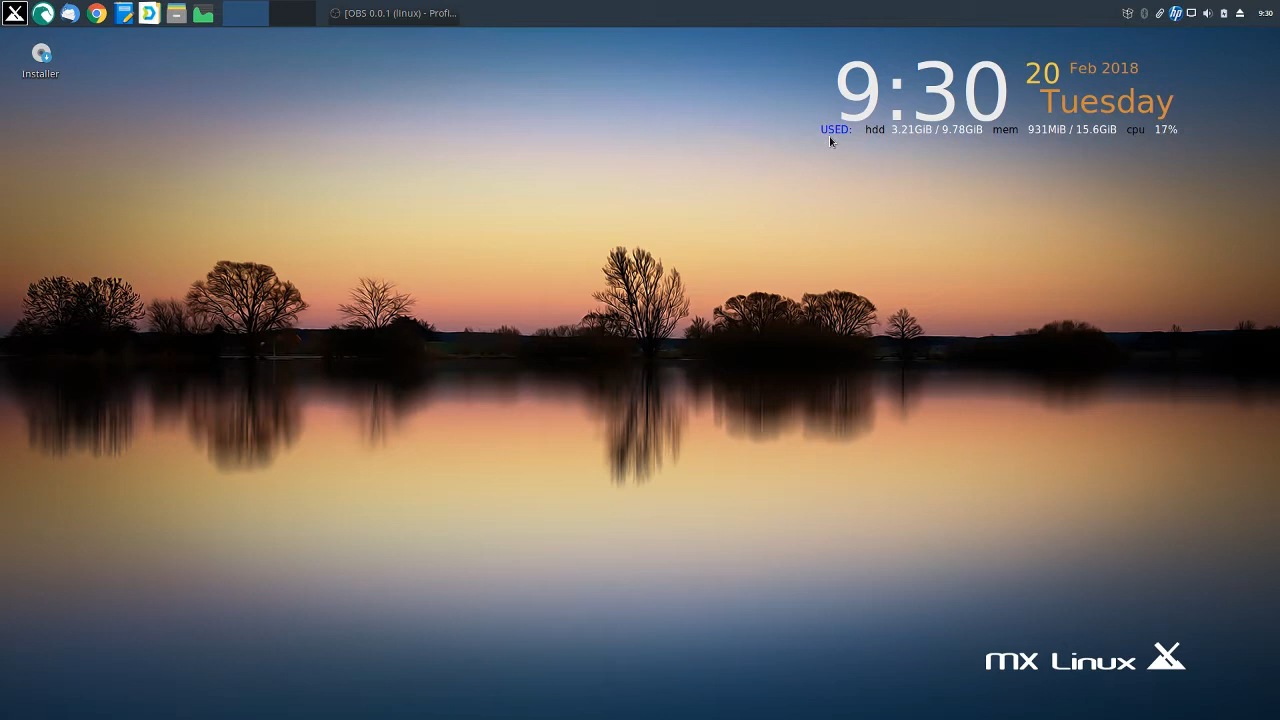 [OBS 0.0.1 (linux) - Profi...
9:30
Installer
9:30
20 Feb 2018
Tuesday
USED: hdd 3.21GiB / 9.78GiB mem 931MiB / 15.6GiB cpu 17%
MX Linux